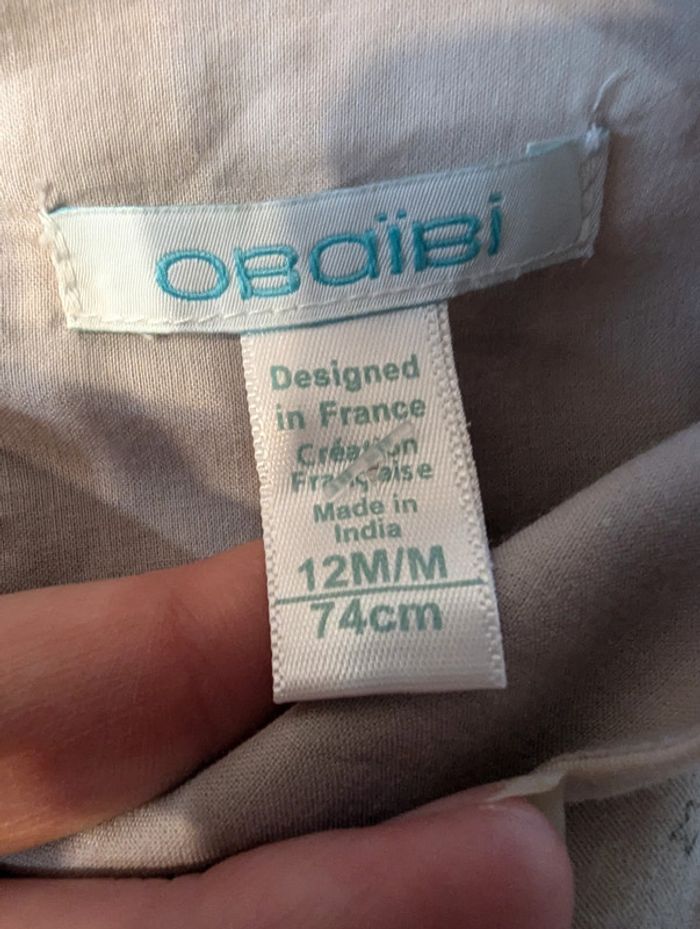 obaïbi
Designed
in France
Création
Française
Made in
India
12M/M
74cm